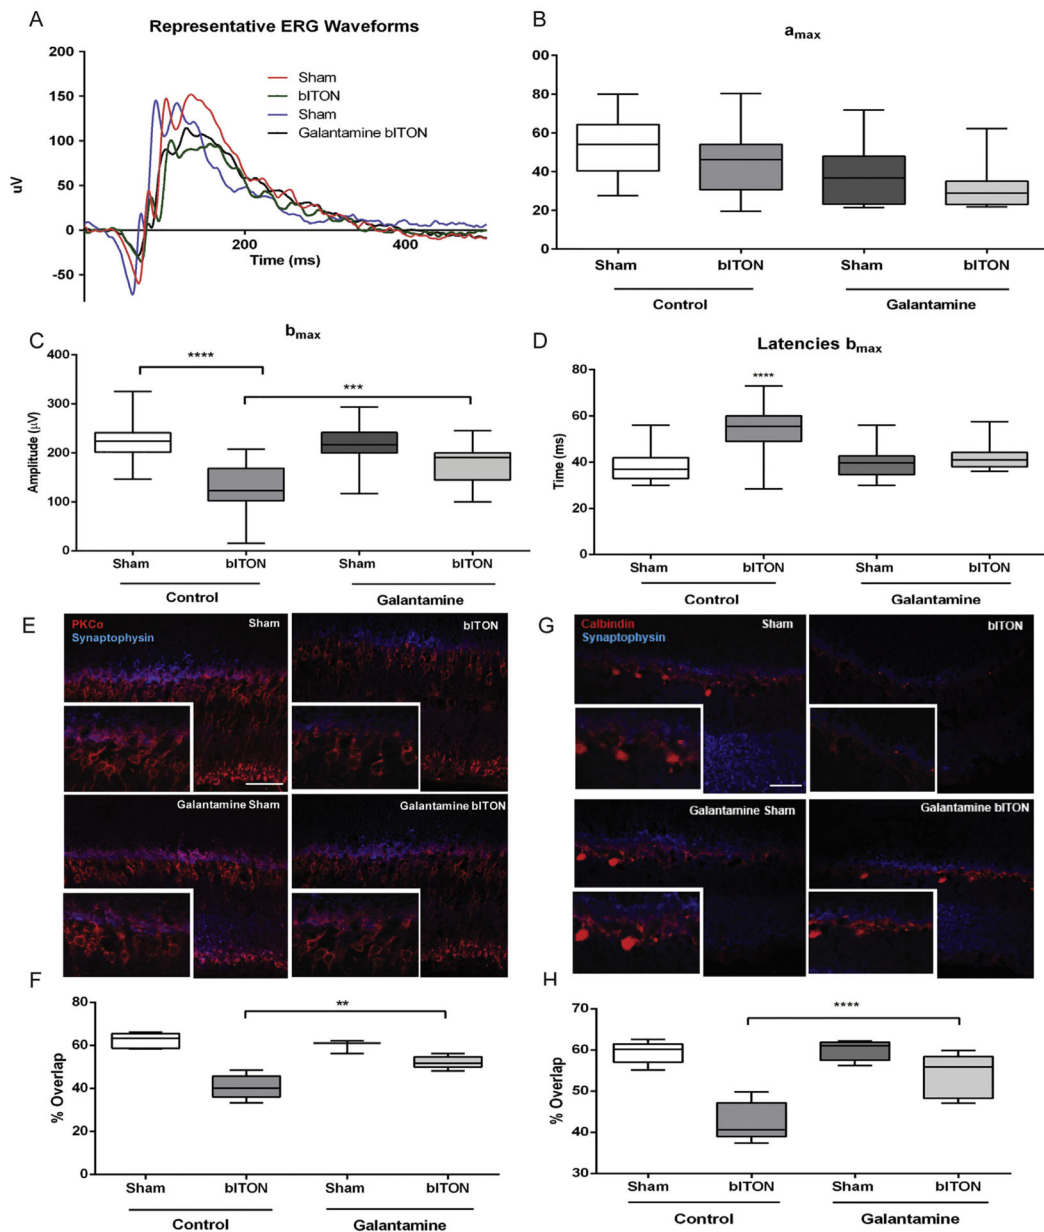 A
Representative ERG Waveforms
200
150
100
50
0
-50
uV
Sham
bITON
Sham
Galantamine bITON
200
400
Time (ms)
B
a max
00
60
40
20
00
Sham
bITON
Sham
bITON
Control
Galantamine
C
b max
400
300
200
100
0
Amplitude (µV)
****
***
Sham
bITON
Sham
bITON
Control
Galantamine
D
Latencies b max
80
60
40
20
0
Time (ms)
****
Sham
bITON
Sham
bITON
Control
Galantamine
E
PKCα
Synaptophysin
Sham
bITON
Galantamine Sham
Galantamine bITON
G
Calbindin
Synaptophysin
Sham
bITON
Galantamine Sham
Galantamine bITON
F
80
60
40
20
0
% Overlap
**
Sham
bITON
Sham
bITON
Control
Galantamine
H
70
60
50
40
30
% Overlap
****
Sham
bITON
Sham
bITON
Control
Galantamine